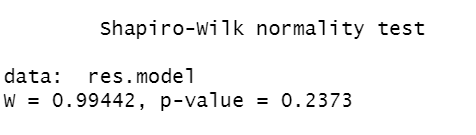 Shapiro-Wilk normality test
data:  res.model
W = 0.99442, p-value = 0.2373